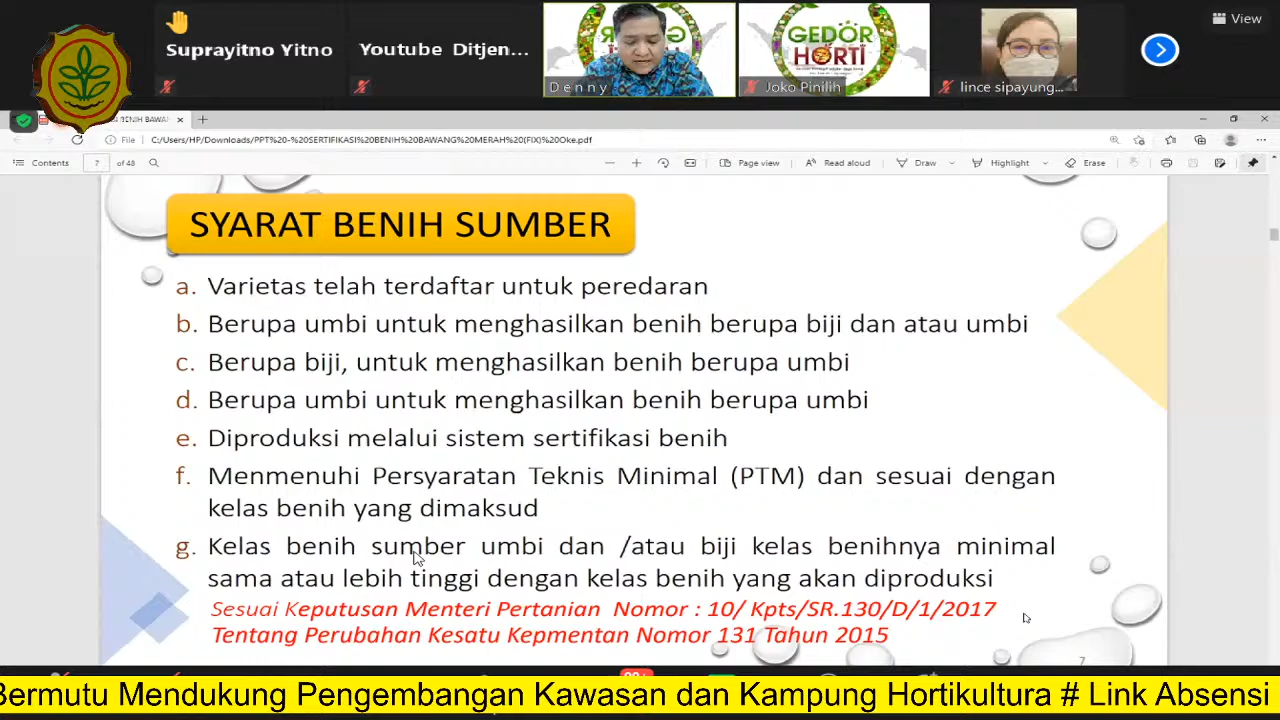 Suprayitno Yitno
Youtube Ditjen...
GEDOR
HORTI
Denny
Joko Pinilih
lince sipayung...
View
BENIH BAWA
File
C:/Users/HP/Downloads/PPT%20-%20SERTIFIKASI%20BENIH%20BAWANG%20MERAH%20(FIX)%20Oke.pdf
Contents
7
of 48
Page view
Read aloud
Draw
Highlight
Erase
SYARAT BENIH SUMBER
a. Varietas telah terdaftar untuk peredaran
b. Berupa umbi untuk menghasilkan benih berupa biji dan atau umbi
c. Berupa biji, untuk menghasilkan benih berupa umbi
d. Berupa umbi untuk menghasilkan benih berupa umbi
e. Diproduksi melalui sistem sertifikasi benih
f. Menmenuhi Persyaratan Teknis Minimal (PTM) dan sesuai dengan
kelas benih yang dimaksud
g. Kelas benih sumber umbi dan /atau biji kelas benihnya minimal
sama atau lebih tinggi dengan kelas benih yang akan diproduksi
Sesuai Keputusan Menteri Pertanian Nomor : 10/ Kpts/SR.130/D/1/2017
Tentang Perubahan Kesatu Kepmentan Nomor 131 Tahun 2015
7
Bermutu Mendukung Pengembangan Kawasan dan Kampung Hortikultura # Link Absensi